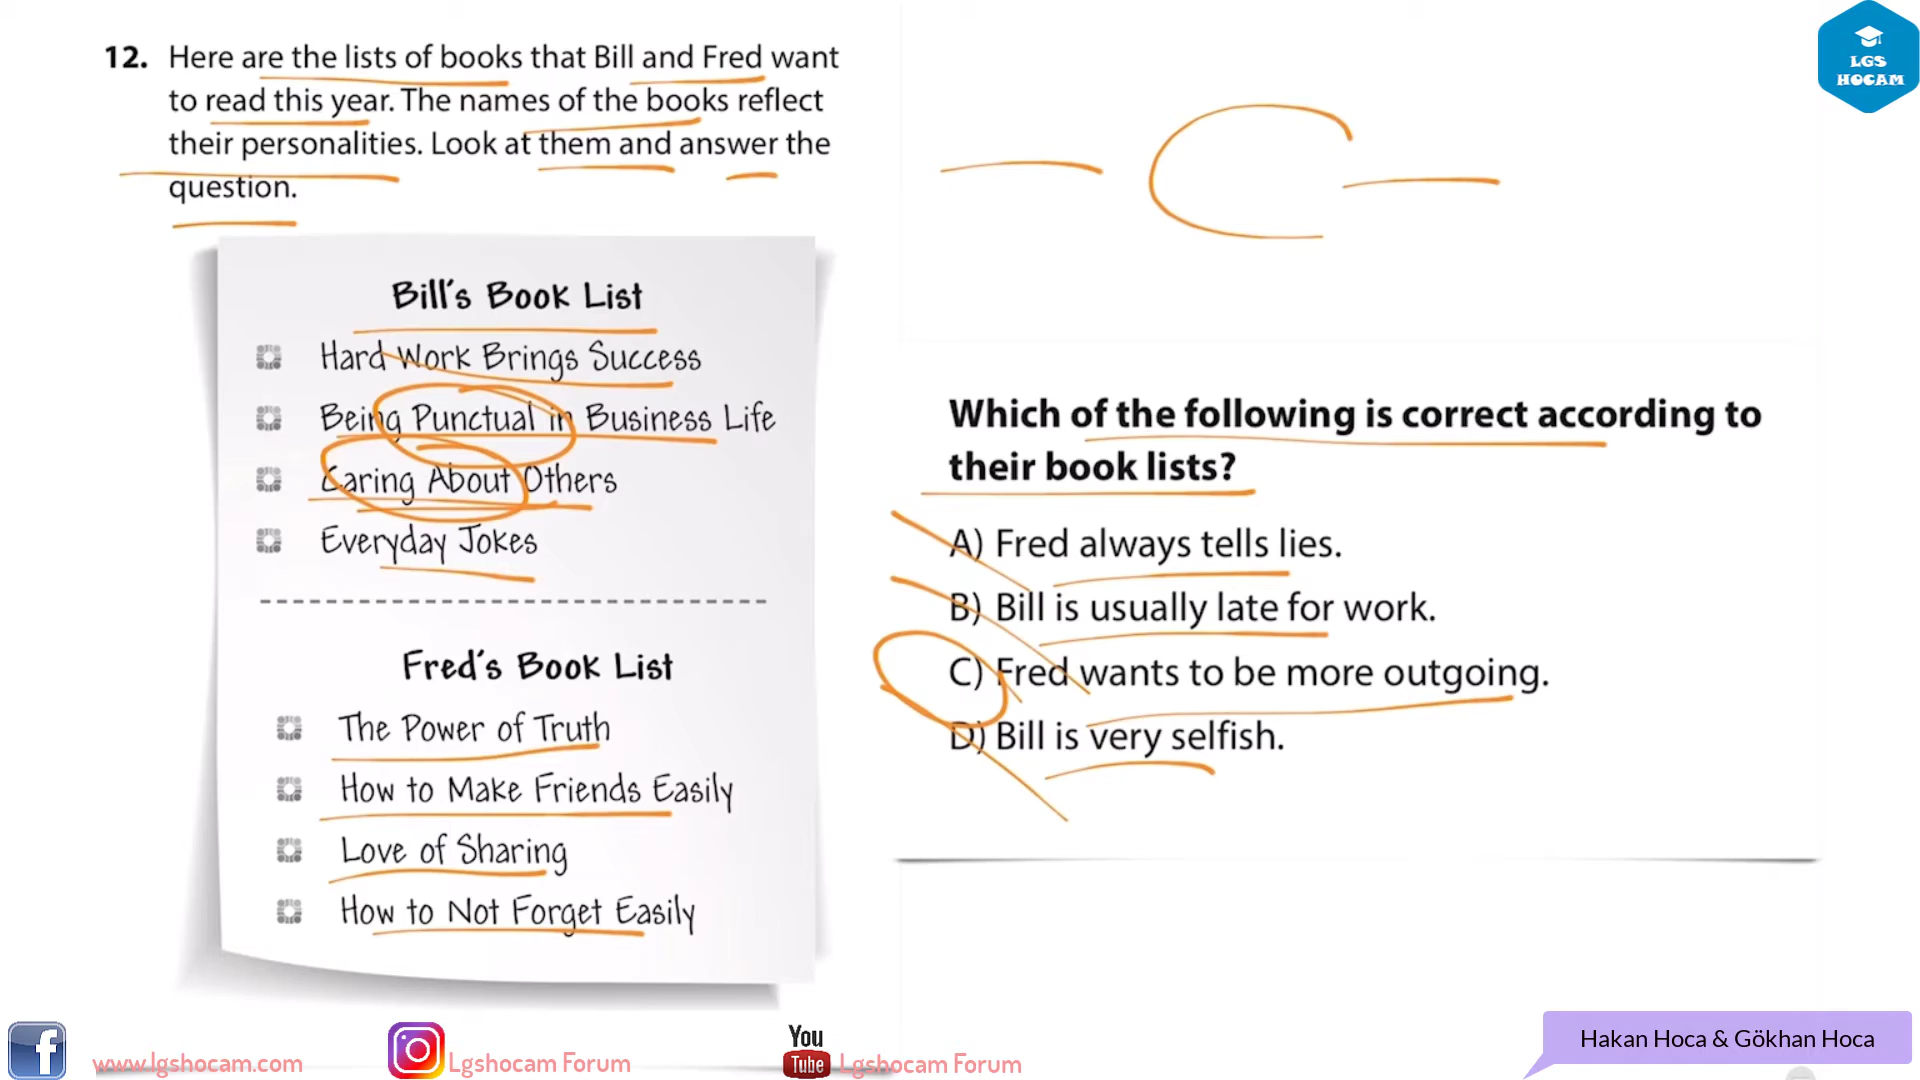 12. Here are the lists of books that Bill and Fred want
to read this year. The names of the books reflect
their personalities. Look at them and answer the
question.
Bill's Book List
Hard Work Brings Success
Being Punctual in Business Life
Caring About Others
Everyday Jokes
Fred's Book List
The Power of Truth
How to Make Friends Easily
Love of Sharing
How to Not Forget Easily
C
LGS
HOCAM
Which of the following is correct according to
their book lists?
A) Fred always tells lies.
B) Bill is usually late for work.
C) Fred wants to be more outgoing.
D) Bill is very selfish.
www.lgshocam.com
Lgshocam Forum
You
Tube
Lgshocam Forum
Hakan Hoca & Gökhan Hoca